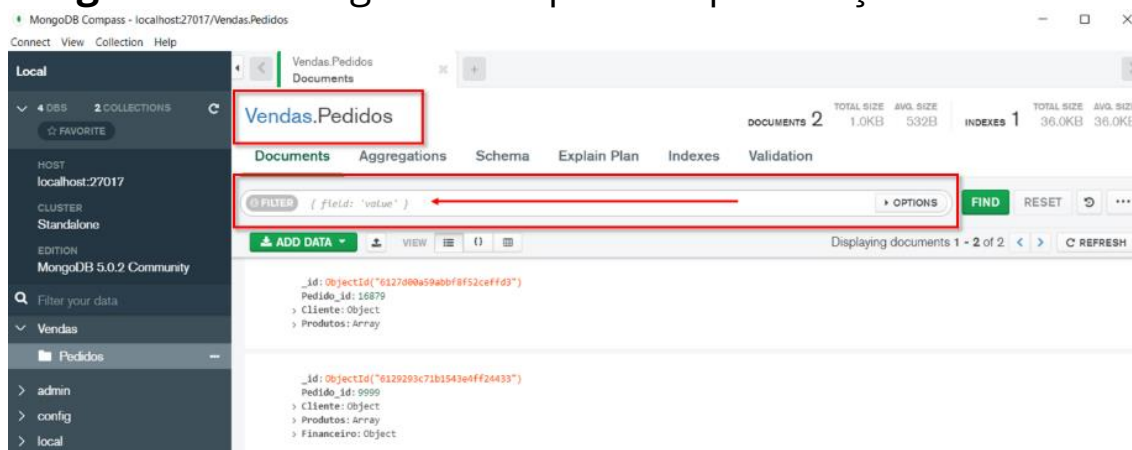 MongoDB Compass - localhost:27017/Vendas.Pedidos
Connect View Collection Help
Local
Vendas.Pedidos
Documents
4 DBS 2 COLLECTIONS
FAVORITE
Vendas.Pedidos
DOCUMENTS 2 TOTAL SIZE 1.0KB AVG. SIZE 532B INDEXES 1 TOTAL SIZE 36.0KB AVG. SIZE 36.0KB
HOST
localhost:27017
CLUSTER
Standalone
EDITION
MongoDB 5.0.2 Community
Filter your data
Vendas
Pedidos
admin
config
local
Documents Aggregations Schema Explain Plan Indexes Validation
FILTER { field: 'value' } OPTIONS FIND RESET
ADD DATA VIEW {} Displaying documents 1 - 2 of 2 < > REFRESH
_id: ObjectId("6127d00a59abbf8f52ceffd3")
Pedido_id: 16879
> Cliente: Object
> Produtos: Array
_id: ObjectId("6129293c71b1543e4ff24433")
Pedido_id: 9999
> Cliente: Object
> Produtos: Array
> Financeiro: Object